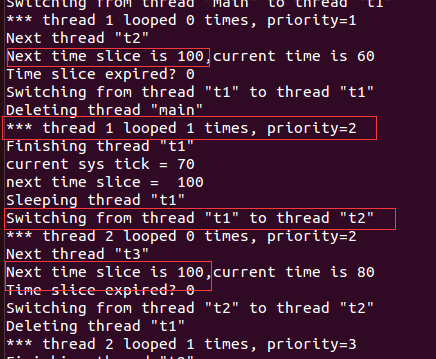 Switching from thread "main" to thread "t1"
*** thread 1 looped 0 times, priority=1
Next thread "t2"
Next time slice is 100,current time is 60
Time slice expired? 0
Switching from thread "t1" to thread "t1"
Deleting thread "main"
*** thread 1 looped 1 times, priority=2
Finishing thread "t1"
current sys tick = 70
next time slice =  100
Sleeping thread "t1"
Switching from thread "t1" to thread "t2"
*** thread 2 looped 0 times, priority=2
Next thread "t3"
Next time slice is 100,current time is 80
Time slice expired? 0
Switching from thread "t2" to thread "t2"
Deleting thread "t1"
*** thread 2 looped 1 times, priority=3